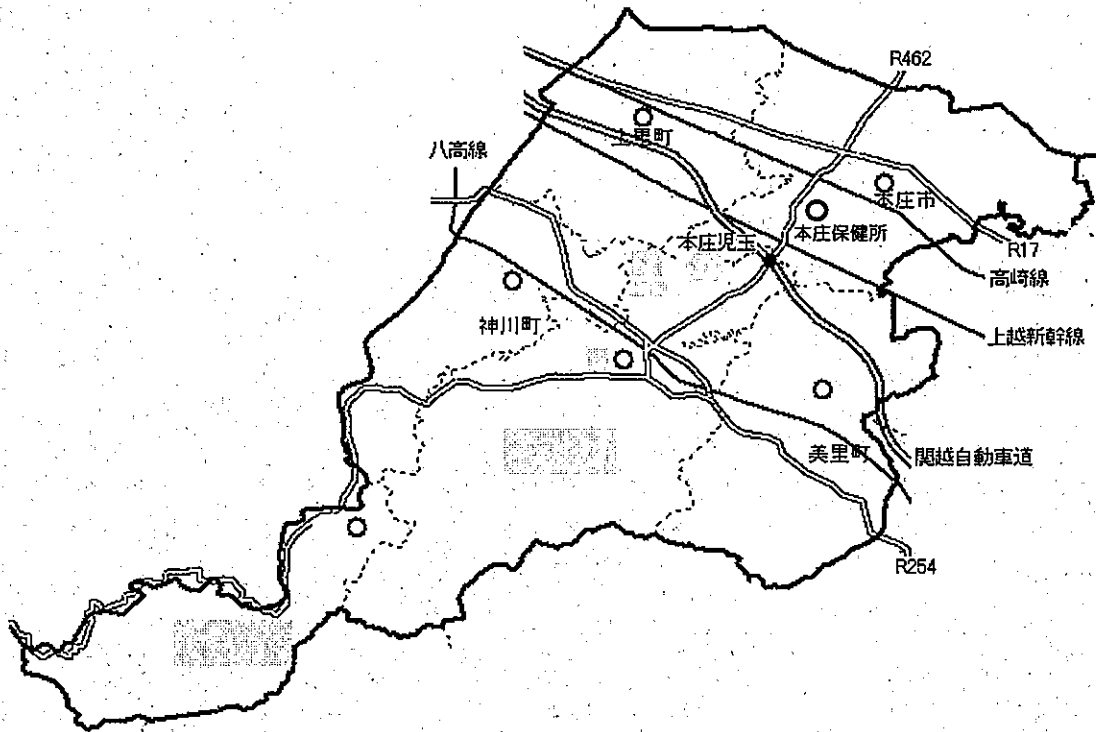 R462
上里町
八高線
本庄市
本庄保健所
本庄児玉
R17
高崎線
神川町
上越新幹線
美里町
関越自動車道
R254